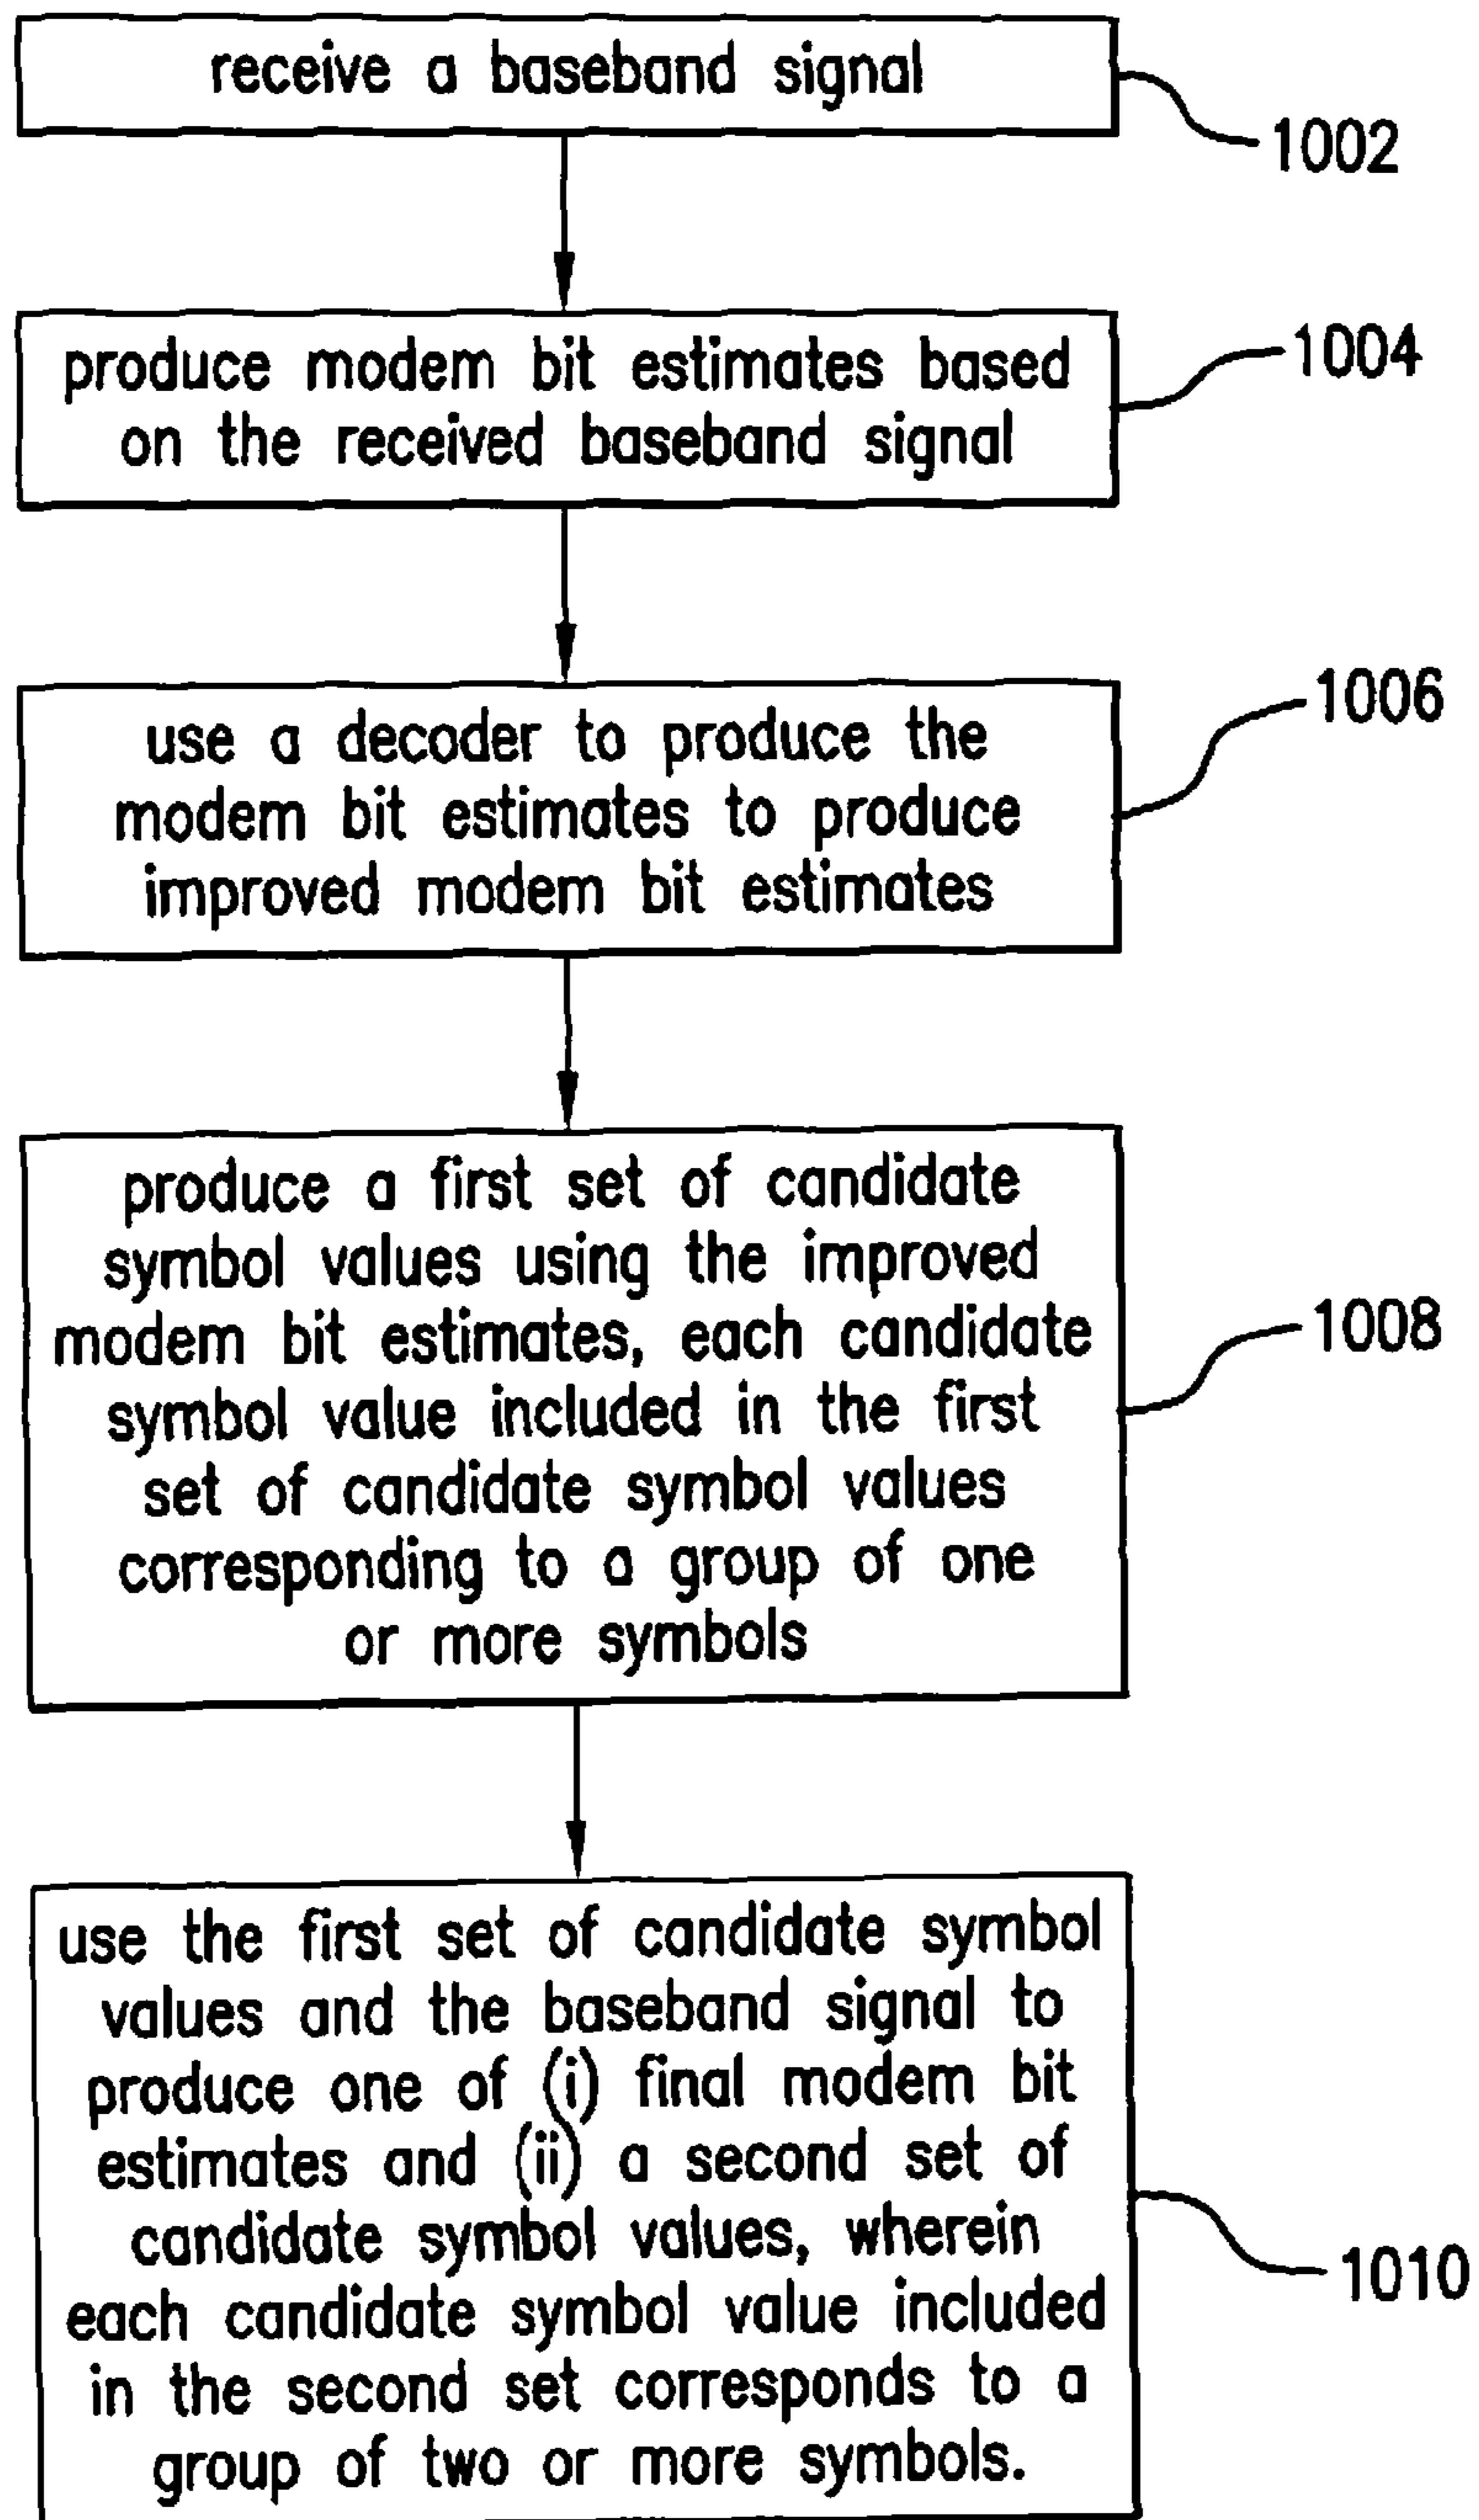 receive a baseband signal
1002
produce modem bit estimates based
on the received baseband signal
1004
use a decoder to produce the
modem bit estimates to produce
improved modem bit estimates
1006
produce a first set of candidate
symbol values using the improved
modem bit estimates, each candidate
symbol value included in the first
set of candidate symbol values
corresponding to a group of one
or more symbols
1008
use the first set of candidate symbol
values and the baseband signal to
produce one of (i) final modem bit
estimates and (ii) a second set of
candidate symbol values, wherein
each candidate symbol value included
in the second set corresponds to a
group of two or more symbols.
1010